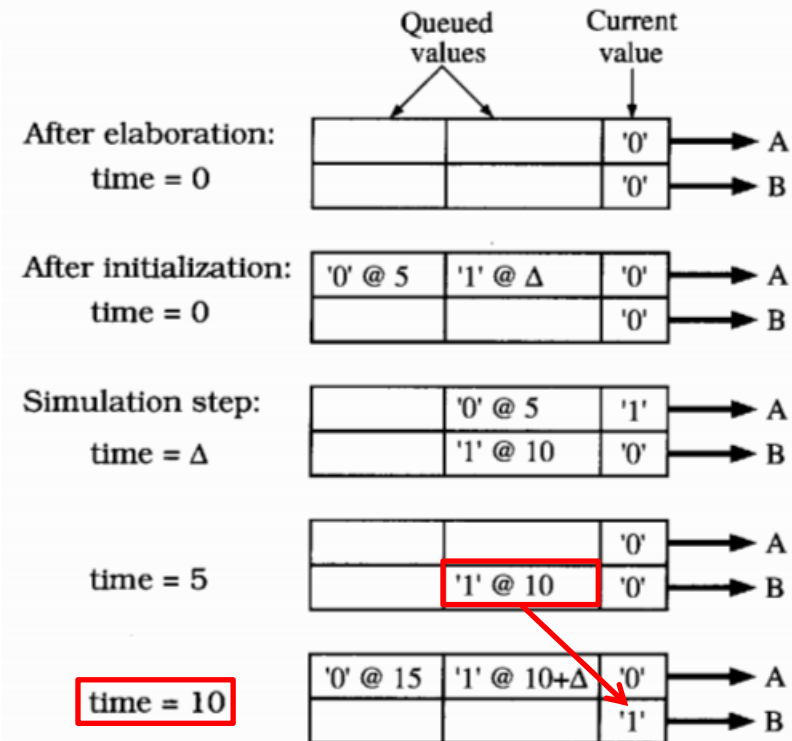 Queued values
Current value
After elaboration:
time = 0
'0' A
'0' B
After initialization:
time = 0
'0' @ 5 '1' @ Δ '0' A
'0' B
Simulation step:
time = Δ
'0' @ 5 '1' A
'1' @ 10 '0' B
time = 5
'0' A
'1' @ 10 '0' B
time = 10
'0' @ 15 '1' @ 10+Δ '0' A
'1' B